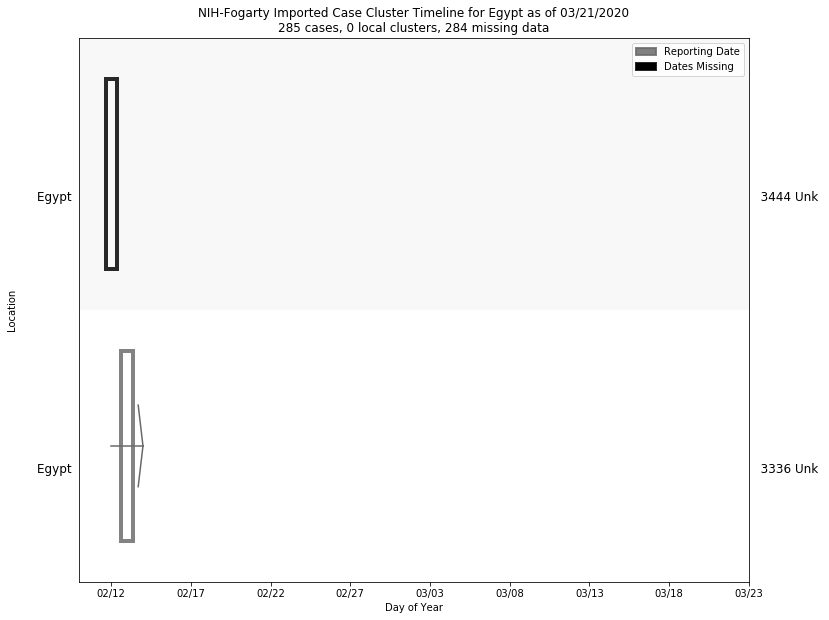 NIH-Fogarty Imported Case Cluster Timeline for Egypt as of 03/21/2020
285 cases, 0 local clusters, 284 missing data
Reporting Date
Dates Missing
Egypt
3444 Unk
Location
Egypt
3336 Unk
02/12 02/17 02/22 02/27 03/03 03/08 03/13 03/18 03/23
Day of Year